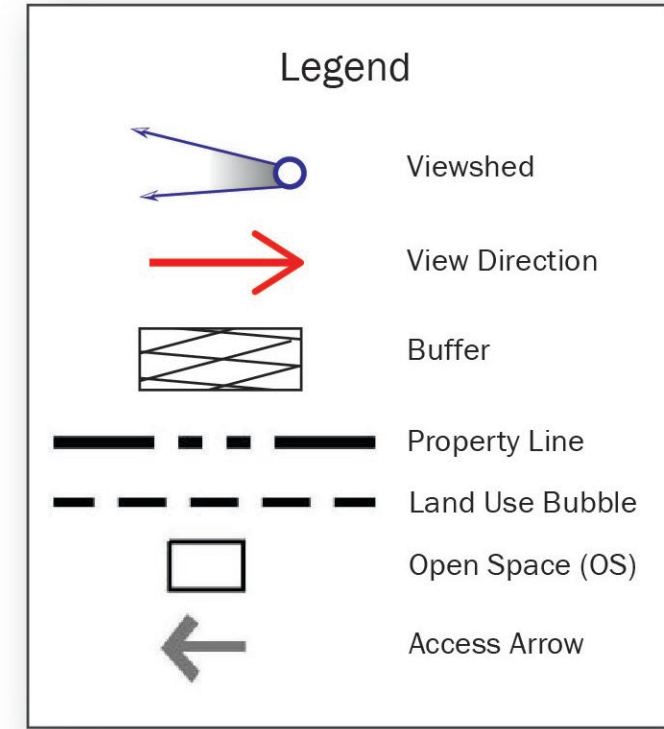 Legend
Viewshed
View Direction
Buffer
Property Line
Land Use Bubble
Open Space (OS)
Access Arrow